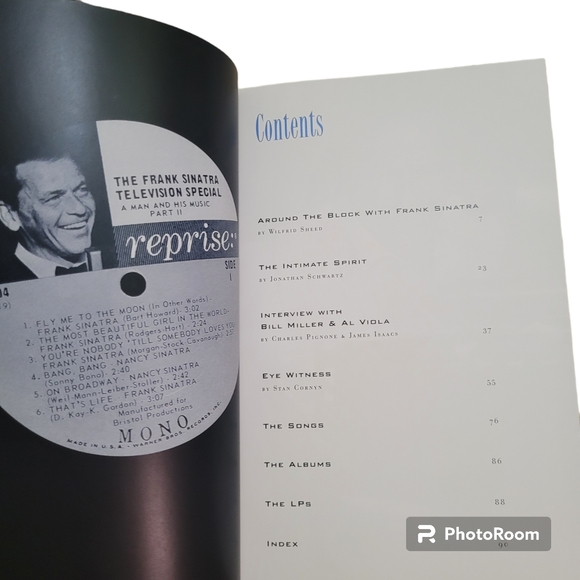 THE FRANK SINATRA
TELEVISION SPECIAL
A MAN AND HIS MUSIC
PART II
reprise:
SIDE
1
1. FLY ME TO THE MOON (In Other Words)-
FRANK SINATRA (Bart Howard) 3:02
2. THE MOST BEAUTIFUL GIRL IN THE WORLD-
FRANK SINATRA (Rodgers-Hart) - 2:24
3. YOU'RE NOBODY 'TILL SOMEBODY LOVES YOU
FRANK SINATRA (Morgan-Stock-Cavanaugh)
4. BANG, BANG - NANCY SINATRA
(Sonny Bono) 2:40
5. ON BROADWAY - NANCY SINATRA
(Weil-Mann-Leiber-Stoller) - 2:42
6. THAT'S LIFE - FRANK SINATRA
(D. Kay-K. Gordon) - 3:07
Manufactured for
Bristol Productions
MONO
MADE IN U.S.A. - WARNER BROS. RECORDS, INC.
Contents
AROUND THE BLOCK WITH FRANK SINATRA 7
BY WILFRID SHEED
THE INTIMATE SPIRIT 23
BY JONATHAN SCHWARTZ
INTERVIEW WITH
BILL MILLER & AL VIOLA 37
BY CHARLES PIGNONE & JAMES ISAACS
EYE WITNESS 55
BY STAN CORNYN
THE SONGS 76
THE ALBUMS 86
THE LPS 88
INDEX 90
PhotoRoom